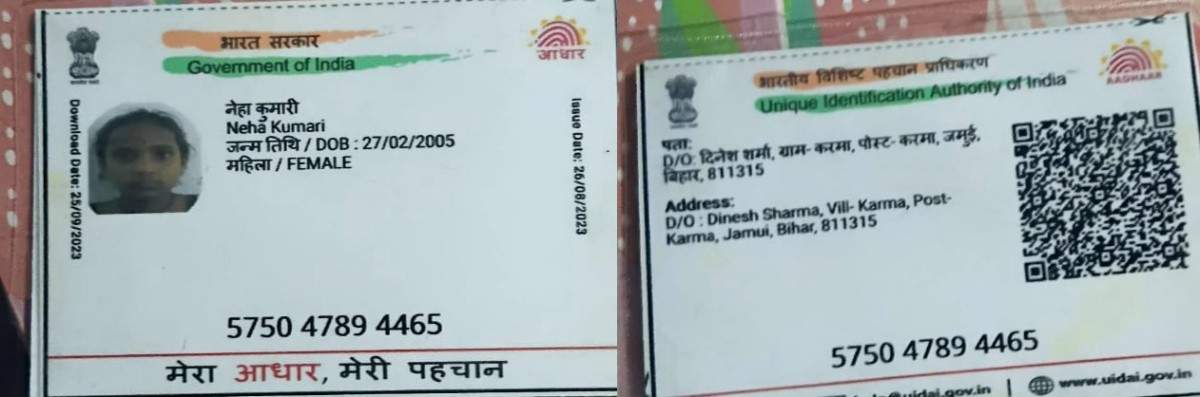 भारत सरकार
Government of India
आधार
Download Date: 25/09/2023
नेहा कुमारी
Neha Kumari
जन्म तिथि / DOB : 27/02/2005
महिला / FEMALE
Issue Date: 26/08/2023
5750 4789 4465
मेरा आधार, मेरी पहचान
भारतीय विशिष्ट पहचान प्राधिकरण
Unique Identification Authority of India
AADHAAR
पता:
D/O: दिनेश शर्मा, ग्राम- करमा, पोस्ट- करमा, जमुई,
बिहार, 811315
Address:
D/O : Dinesh Sharma, Vill- Karma, Post-
Karma, Jamui, Bihar, 811315
5750 4789 4465
@uidai.gov.in | www.uidai.gov.in